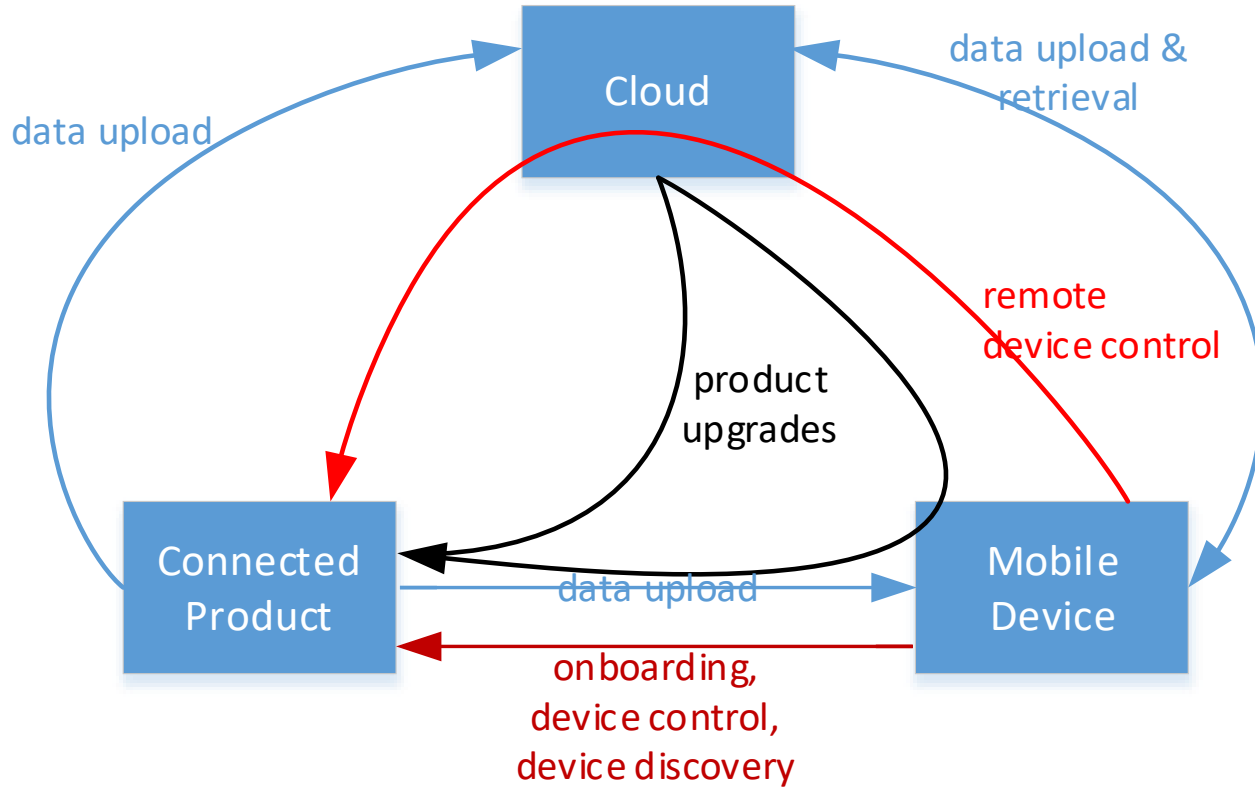 Cloud
data upload &
retrieval
data upload
remote
device control
product
upgrades
Connected
Product
data upload
Mobile
Device
onboarding,
device control,
device discovery